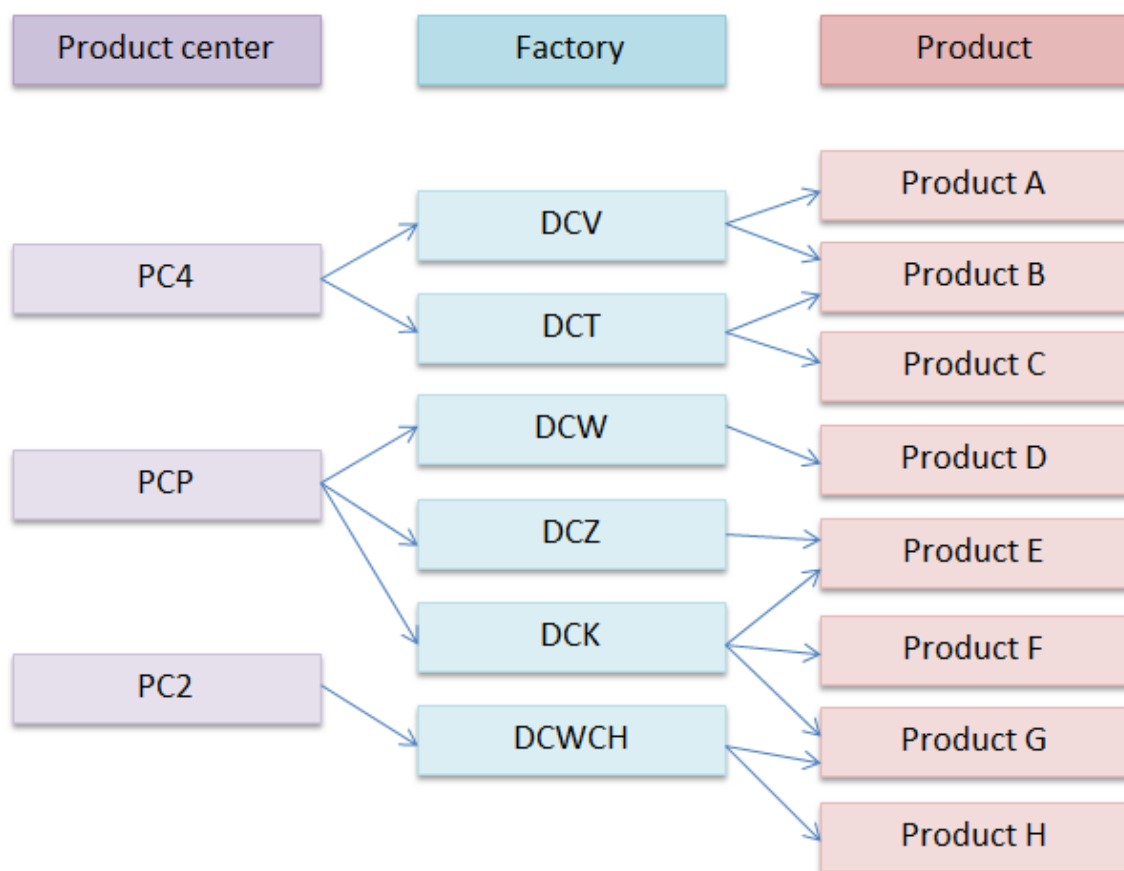 Product center
Factory
Product
PC4
PCP
PC2
DCV
DCT
DCW
DCZ
DCK
DCWCH
Product A
Product B
Product C
Product D
Product E
Product F
Product G
Product H